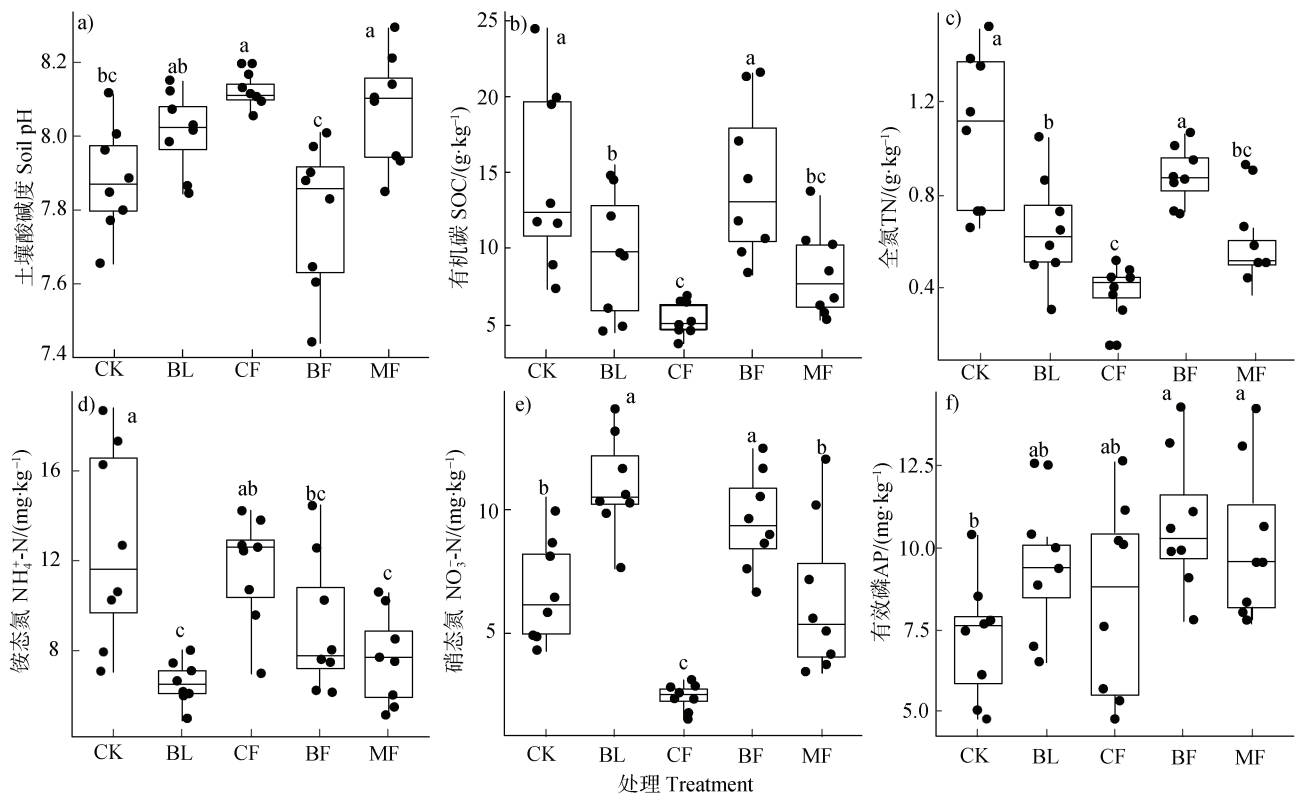 a)
土壤酸碱度 Soil pH
8.2
8.0
7.8
7.6
7.4
bc
ab
a
c
a
CK
BL
CF
BF
MF
b)
有机碳 SOC/(g·kg⁻¹)
25
20
15
10
5
a
b
c
a
bc
CK
BL
CF
BF
MF
c)
全氮TN/(g·kg⁻¹)
1.2
0.8
0.4
a
b
c
a
bc
CK
BL
CF
BF
MF
d)
铵态氮 NH₄⁺-N/(mg·kg⁻¹)
16
12
8
a
c
ab
bc
c
CK
BL
CF
BF
MF
e)
硝态氮 NO₃⁻-N/(mg·kg⁻¹)
10
5
b
a
c
a
b
CK
BL
CF
BF
MF
f)
有效磷AP/(mg·kg⁻¹)
12.5
10.0
7.5
5.0
b
ab
ab
a
a
CK
BL
CF
BF
MF
处理 Treatment